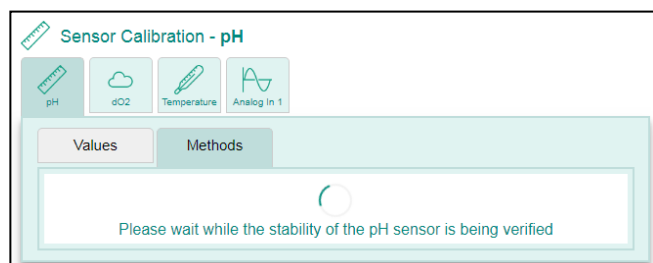 Sensor Calibration - pH
pH dO2 Temperature Analog In 1
Values Methods
Please wait while the stability of the pH sensor is being verified